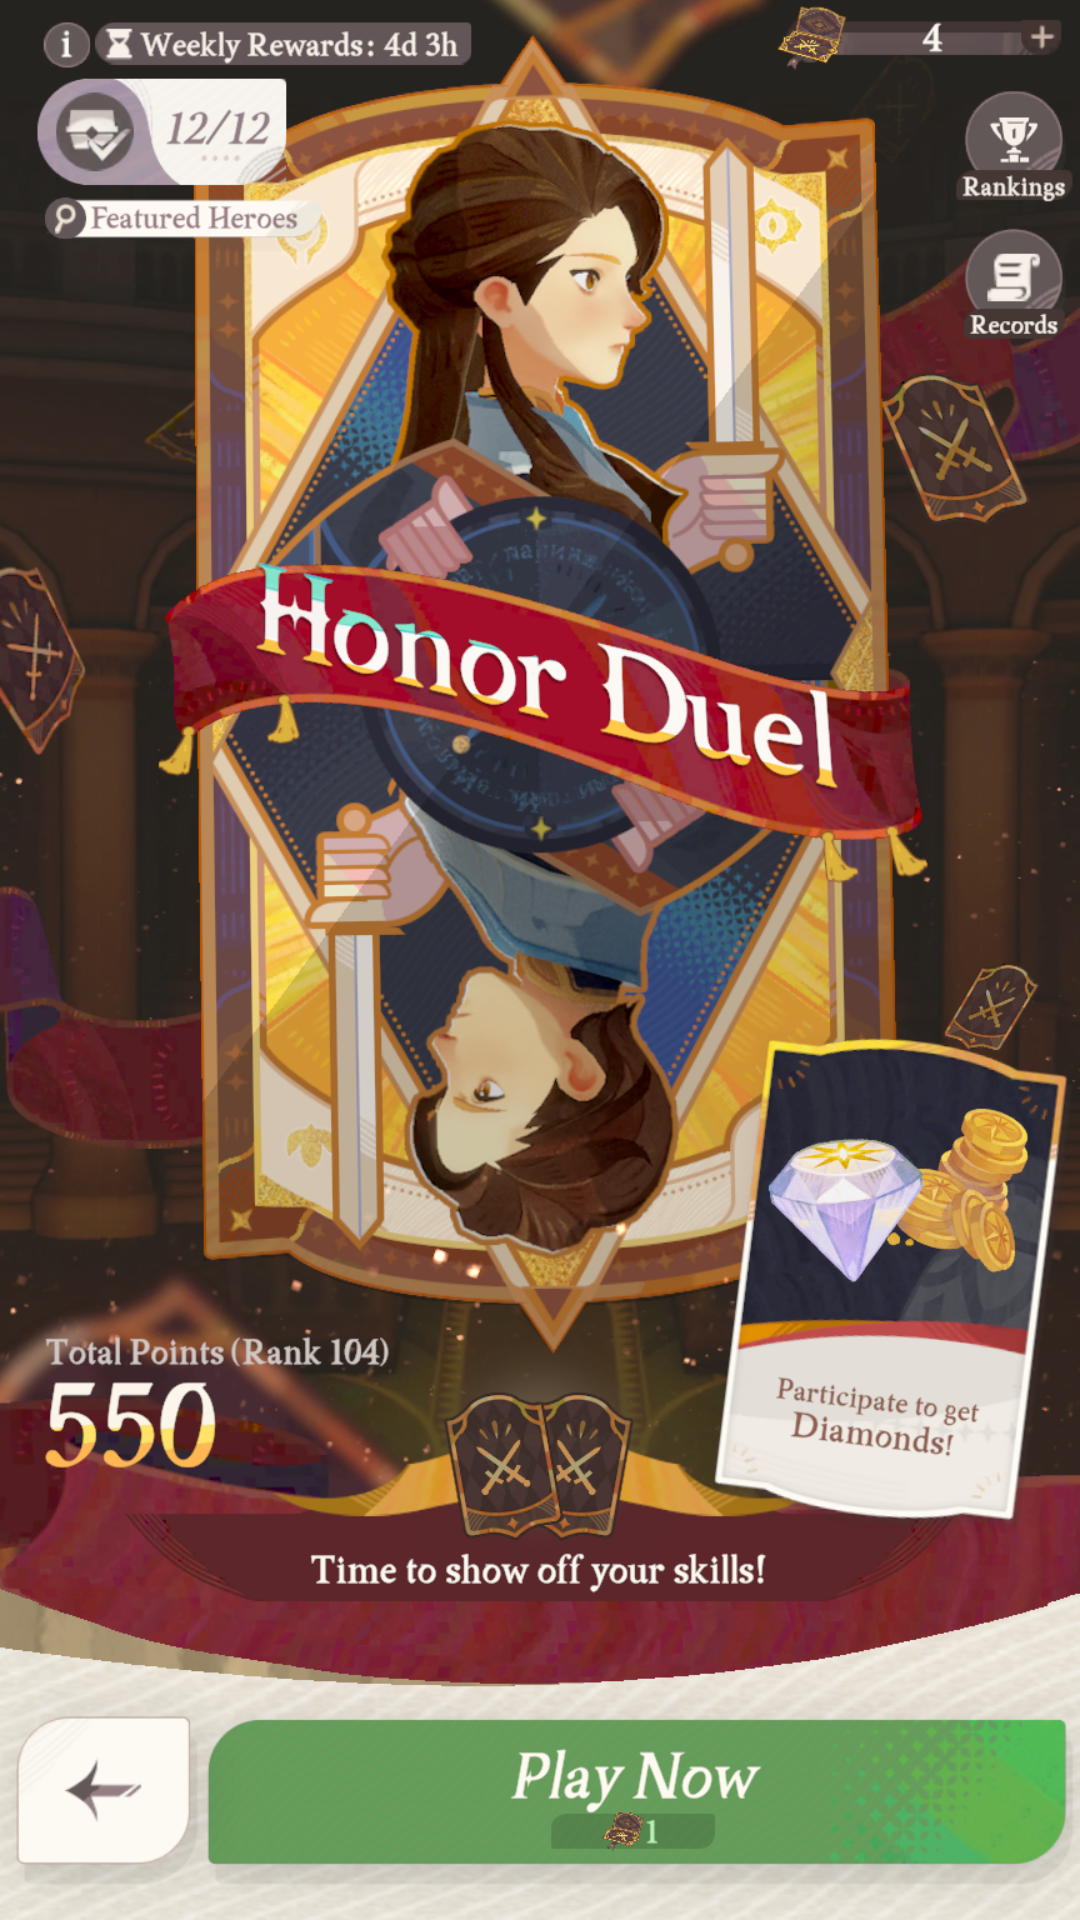 i
Weekly Rewards: 4d 3h
4
12/12
Rankings
Featured Heroes
Records
Honor Duel
Total Points (Rank 104)
550
Participate to get
Diamonds!
Time to show off your skills!
Play Now
1